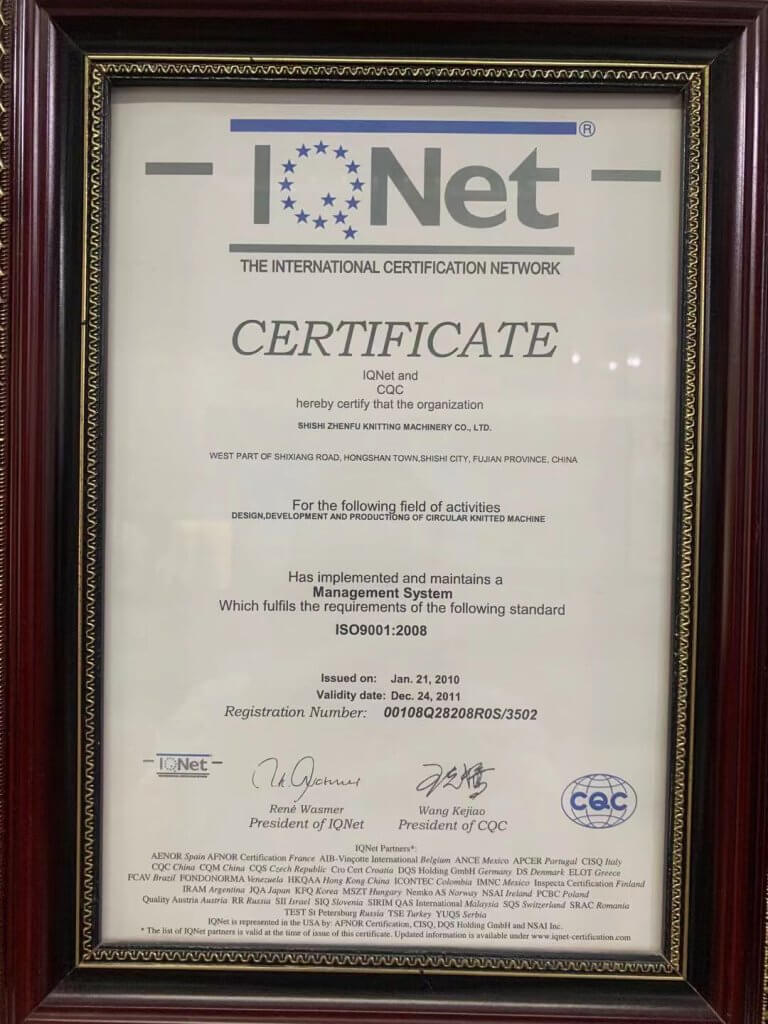 IQNet®
THE INTERNATIONAL CERTIFICATION NETWORK
CERTIFICATE
IQNet and
CQC
hereby certify that the organization
SHISHI ZHENFU KNITTING MACHINERY CO., LTD.
WEST PART OF SHIXIANG ROAD, HONGSHAN TOWN,SHISHI CITY, FUJIAN PROVINCE, CHINA
For the following field of activities
DESIGN,DEVELOPMENT AND PRODUCTIONG OF CIRCULAR KNITTED MACHINE
Has implemented and maintains a
Management System
Which fulfils the requirements of the following standard
ISO9001:2008
Issued on: Jan. 21, 2010
Validity date: Dec. 24, 2011
Registration Number: 00108Q28208R0S/3502
IQNet
René Wasmer
President of IQNet
Wang Kejiao
President of CQC
CQC
IQNet Partners*:
AENOR Spain AFNOR Certification France AIB-Vinçotte International Belgium ANCE Mexico APCER Portugal CISQ Italy
CQC China CQM China CQS Czech Republic Cro Cert Croatia DQS Holding GmbH Germany DS Denmark ELOT Greece
FCAV Brazil FONDONORMA Venezuela HKQAA Hong Kong China ICONTEC Colombia IMNC Mexico Inspecta Certification Finland
IRAM Argentina JQA Japan KFQ Korea MSZT Hungary Nemko AS Norway NSAI Ireland PCBC Poland
Quality Austria Austria RR Russia SII Israel SIQ Slovenia SIRIM QAS International Malaysia SQS Switzerland SRAC Romania
TEST St Petersburg Russia TSE Turkey YUQS Serbia
IQNet is represented in the USA by: AFNOR Certification, CISQ, DQS Holding GmbH and NSAI Inc.
* The list of IQNet partners is valid at the time of issue of this certificate. Updated information is available under www.iqnet-certification.com